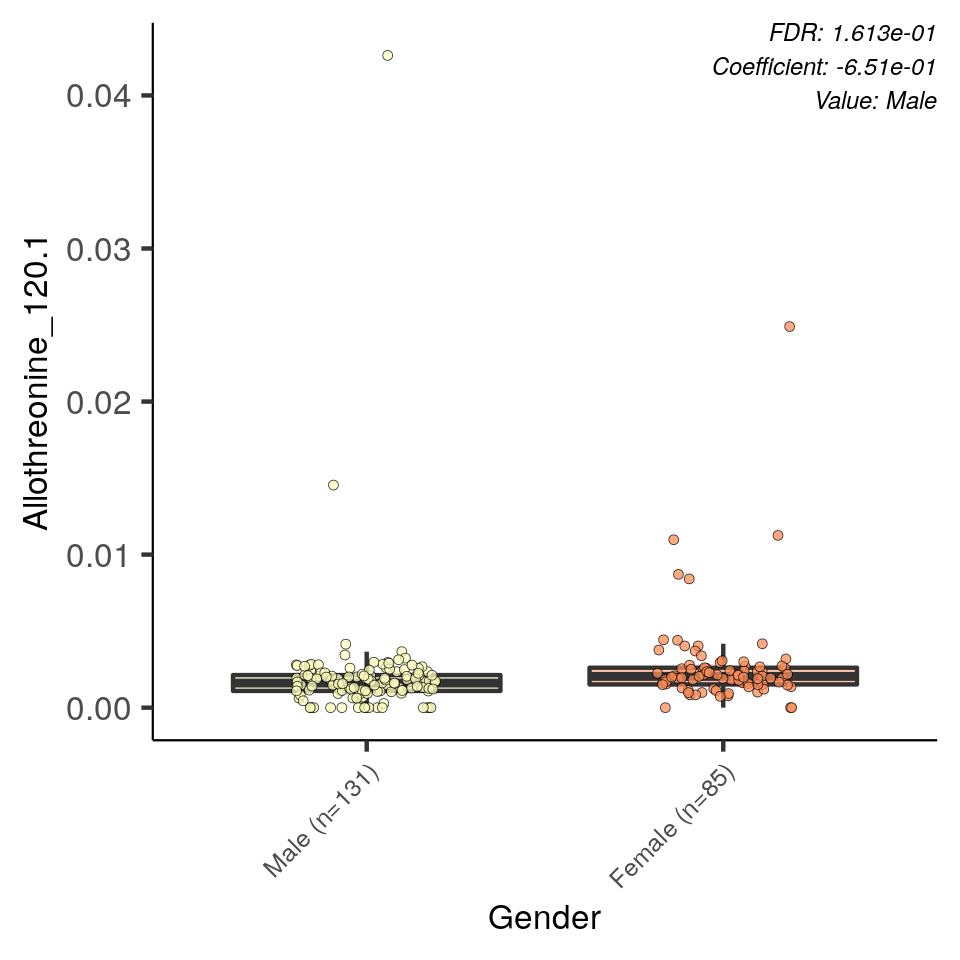 FDR: 1.613e-01
Coefficient: -6.51e-01
Value: Male
0.04
0.03
0.02
0.01
0.00
Allothreonine_120.1
Male (n=131)
Female (n=85)
Gender